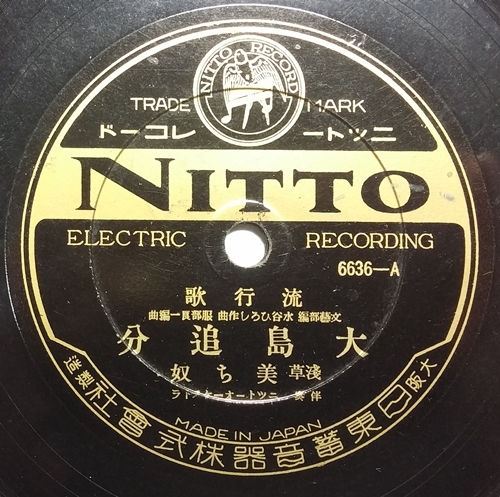 NITTO RECORD
TRADE MARK
ニットーレコード
NITTO
ELECTRIC RECORDING
6636-A
流行歌
文藝部編 水谷ひろし作曲 服部良一編曲
大島追分
淺草 美ち奴
伴奏 ニットーオーケストラ
MADE IN JAPAN
大阪 日東蓄音器株式會社製造